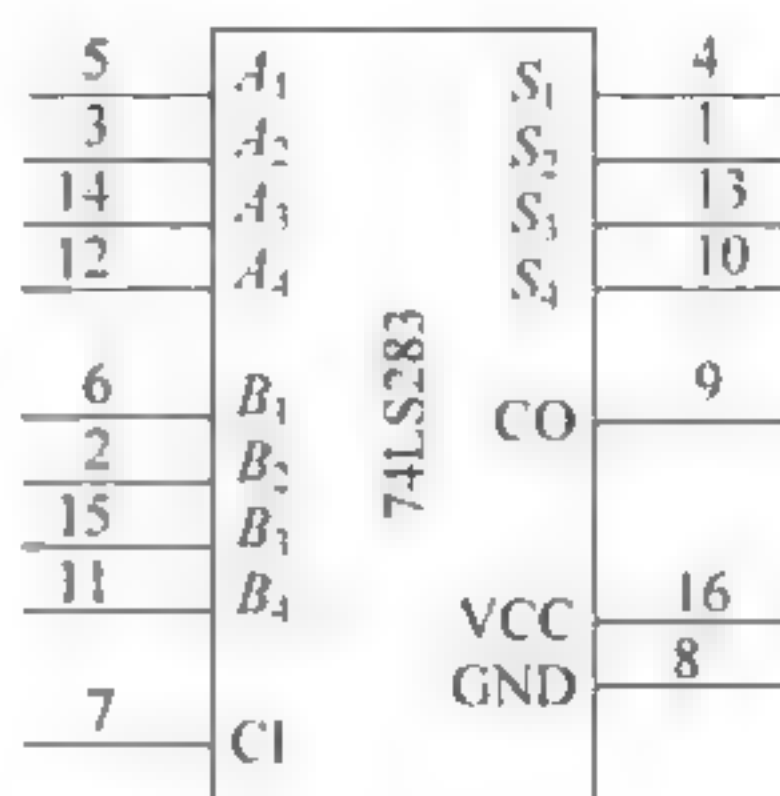 5 A₁ S₁ 4
3 A₂ S₂ 1
14 A₃ S₃ 13
12 A₄ S₄ 10
74LS283
6 B₁ CO 9
2 B₂
15 B₃
11 B₄ VCC 16
GND 8
7 CI